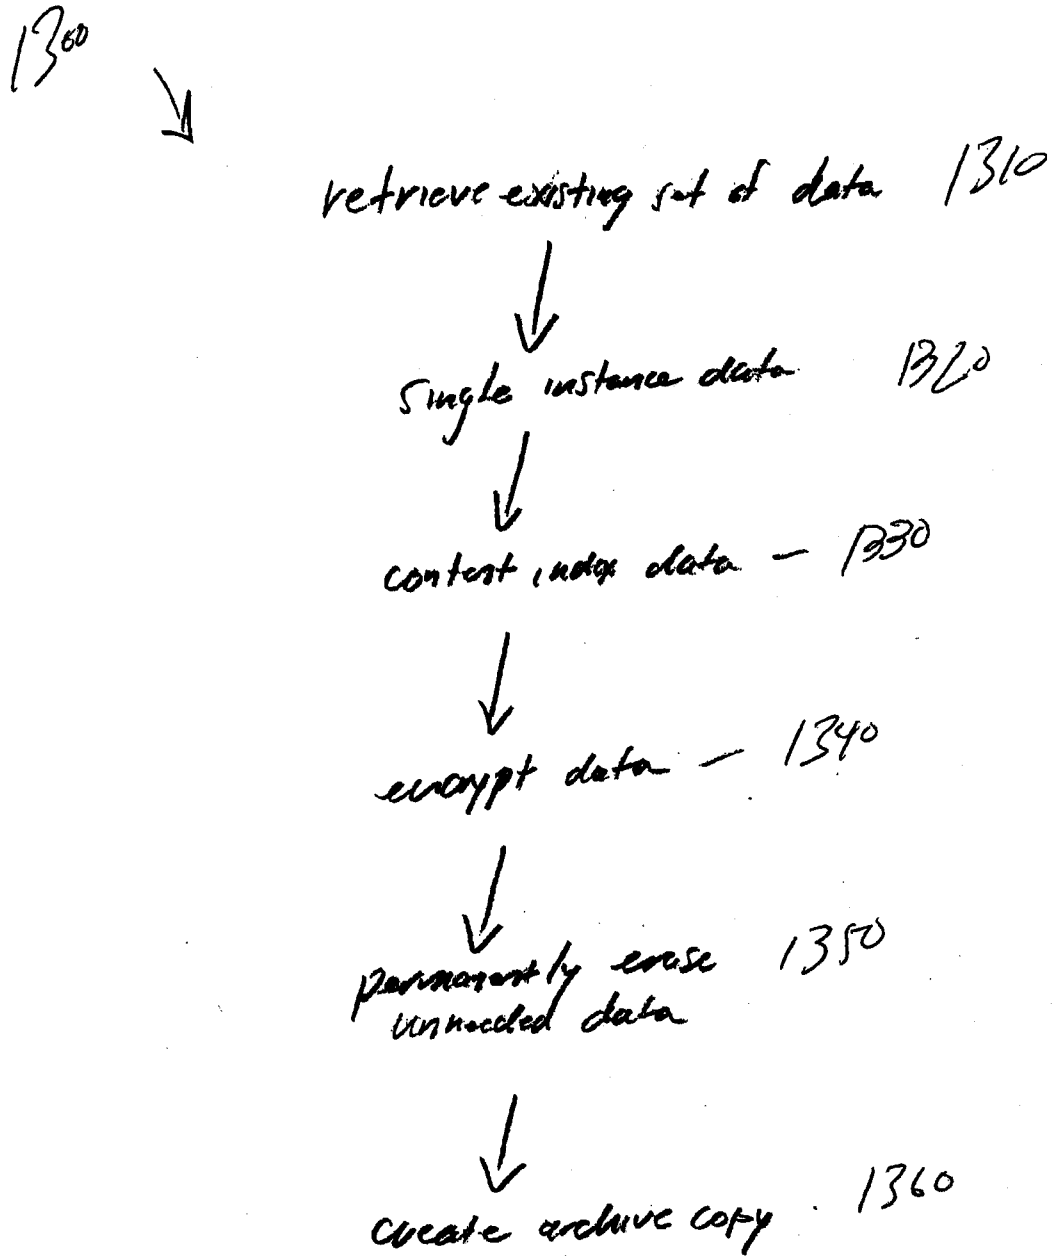 1300
retrieve existing set of data 1310
single instance data 1320
content index data – 1330
encrypt data – 1340
permanently erase 1350
unneeded data
create archive copy 1360